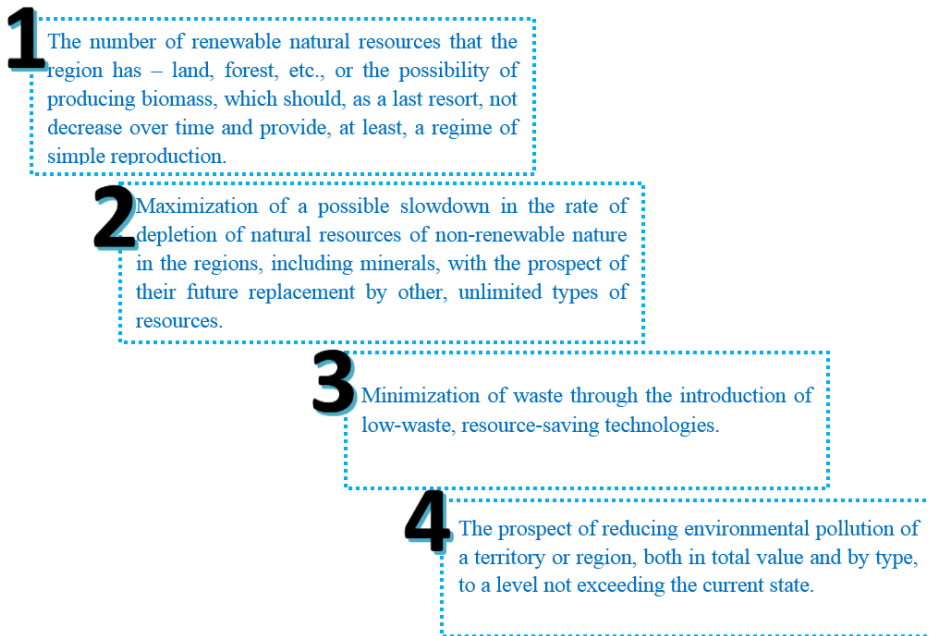 1
The number of renewable natural resources that the
region has – land, forest, etc., or the possibility of
producing biomass, which should, as a last resort, not
decrease over time and provide, at least, a regime of
simple reproduction.
2
Maximization of a possible slowdown in the rate of
depletion of natural resources of non-renewable nature
in the regions, including minerals, with the prospect of
their future replacement by other, unlimited types of
resources.
3
Minimization of waste through the introduction of
low-waste, resource-saving technologies.
4
The prospect of reducing environmental pollution of
a territory or region, both in total value and by type,
to a level not exceeding the current state.